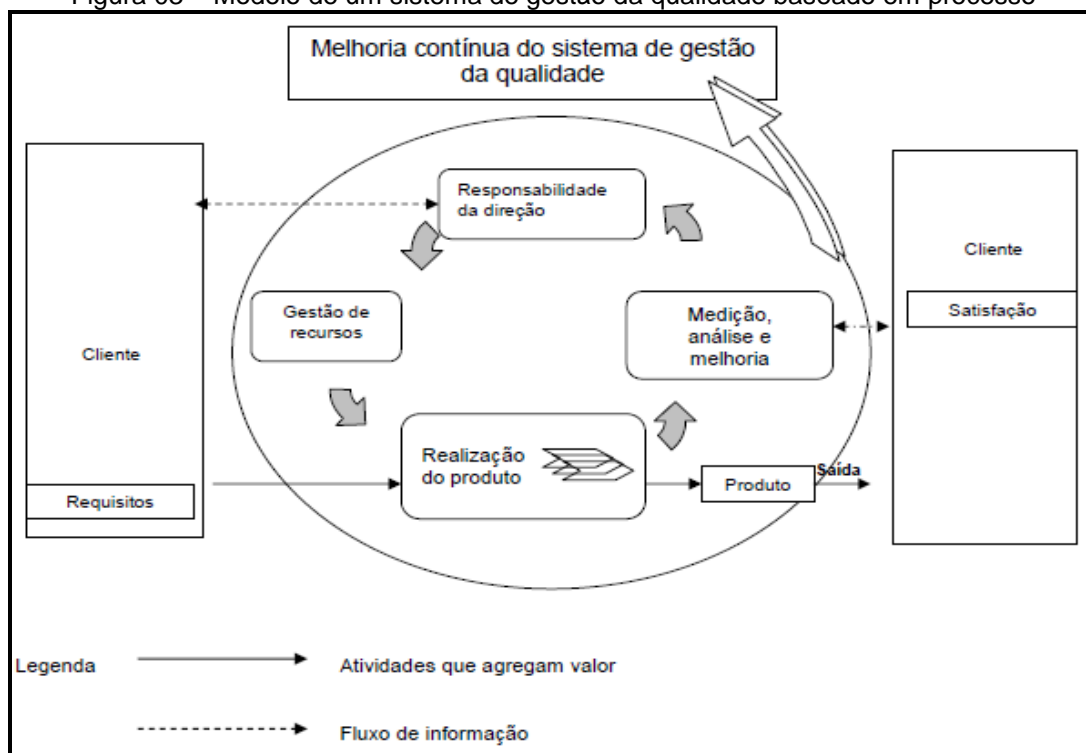 Melhoria contínua do sistema de gestão
da qualidade
Responsabilidade
da direção
Cliente
Satisfação
Gestão de
recursos
Medição,
análise e
melhoria
Cliente
Requisitos
Realização
do produto
Produto
Saída
Legenda
Atividades que agregam valor
Fluxo de informação